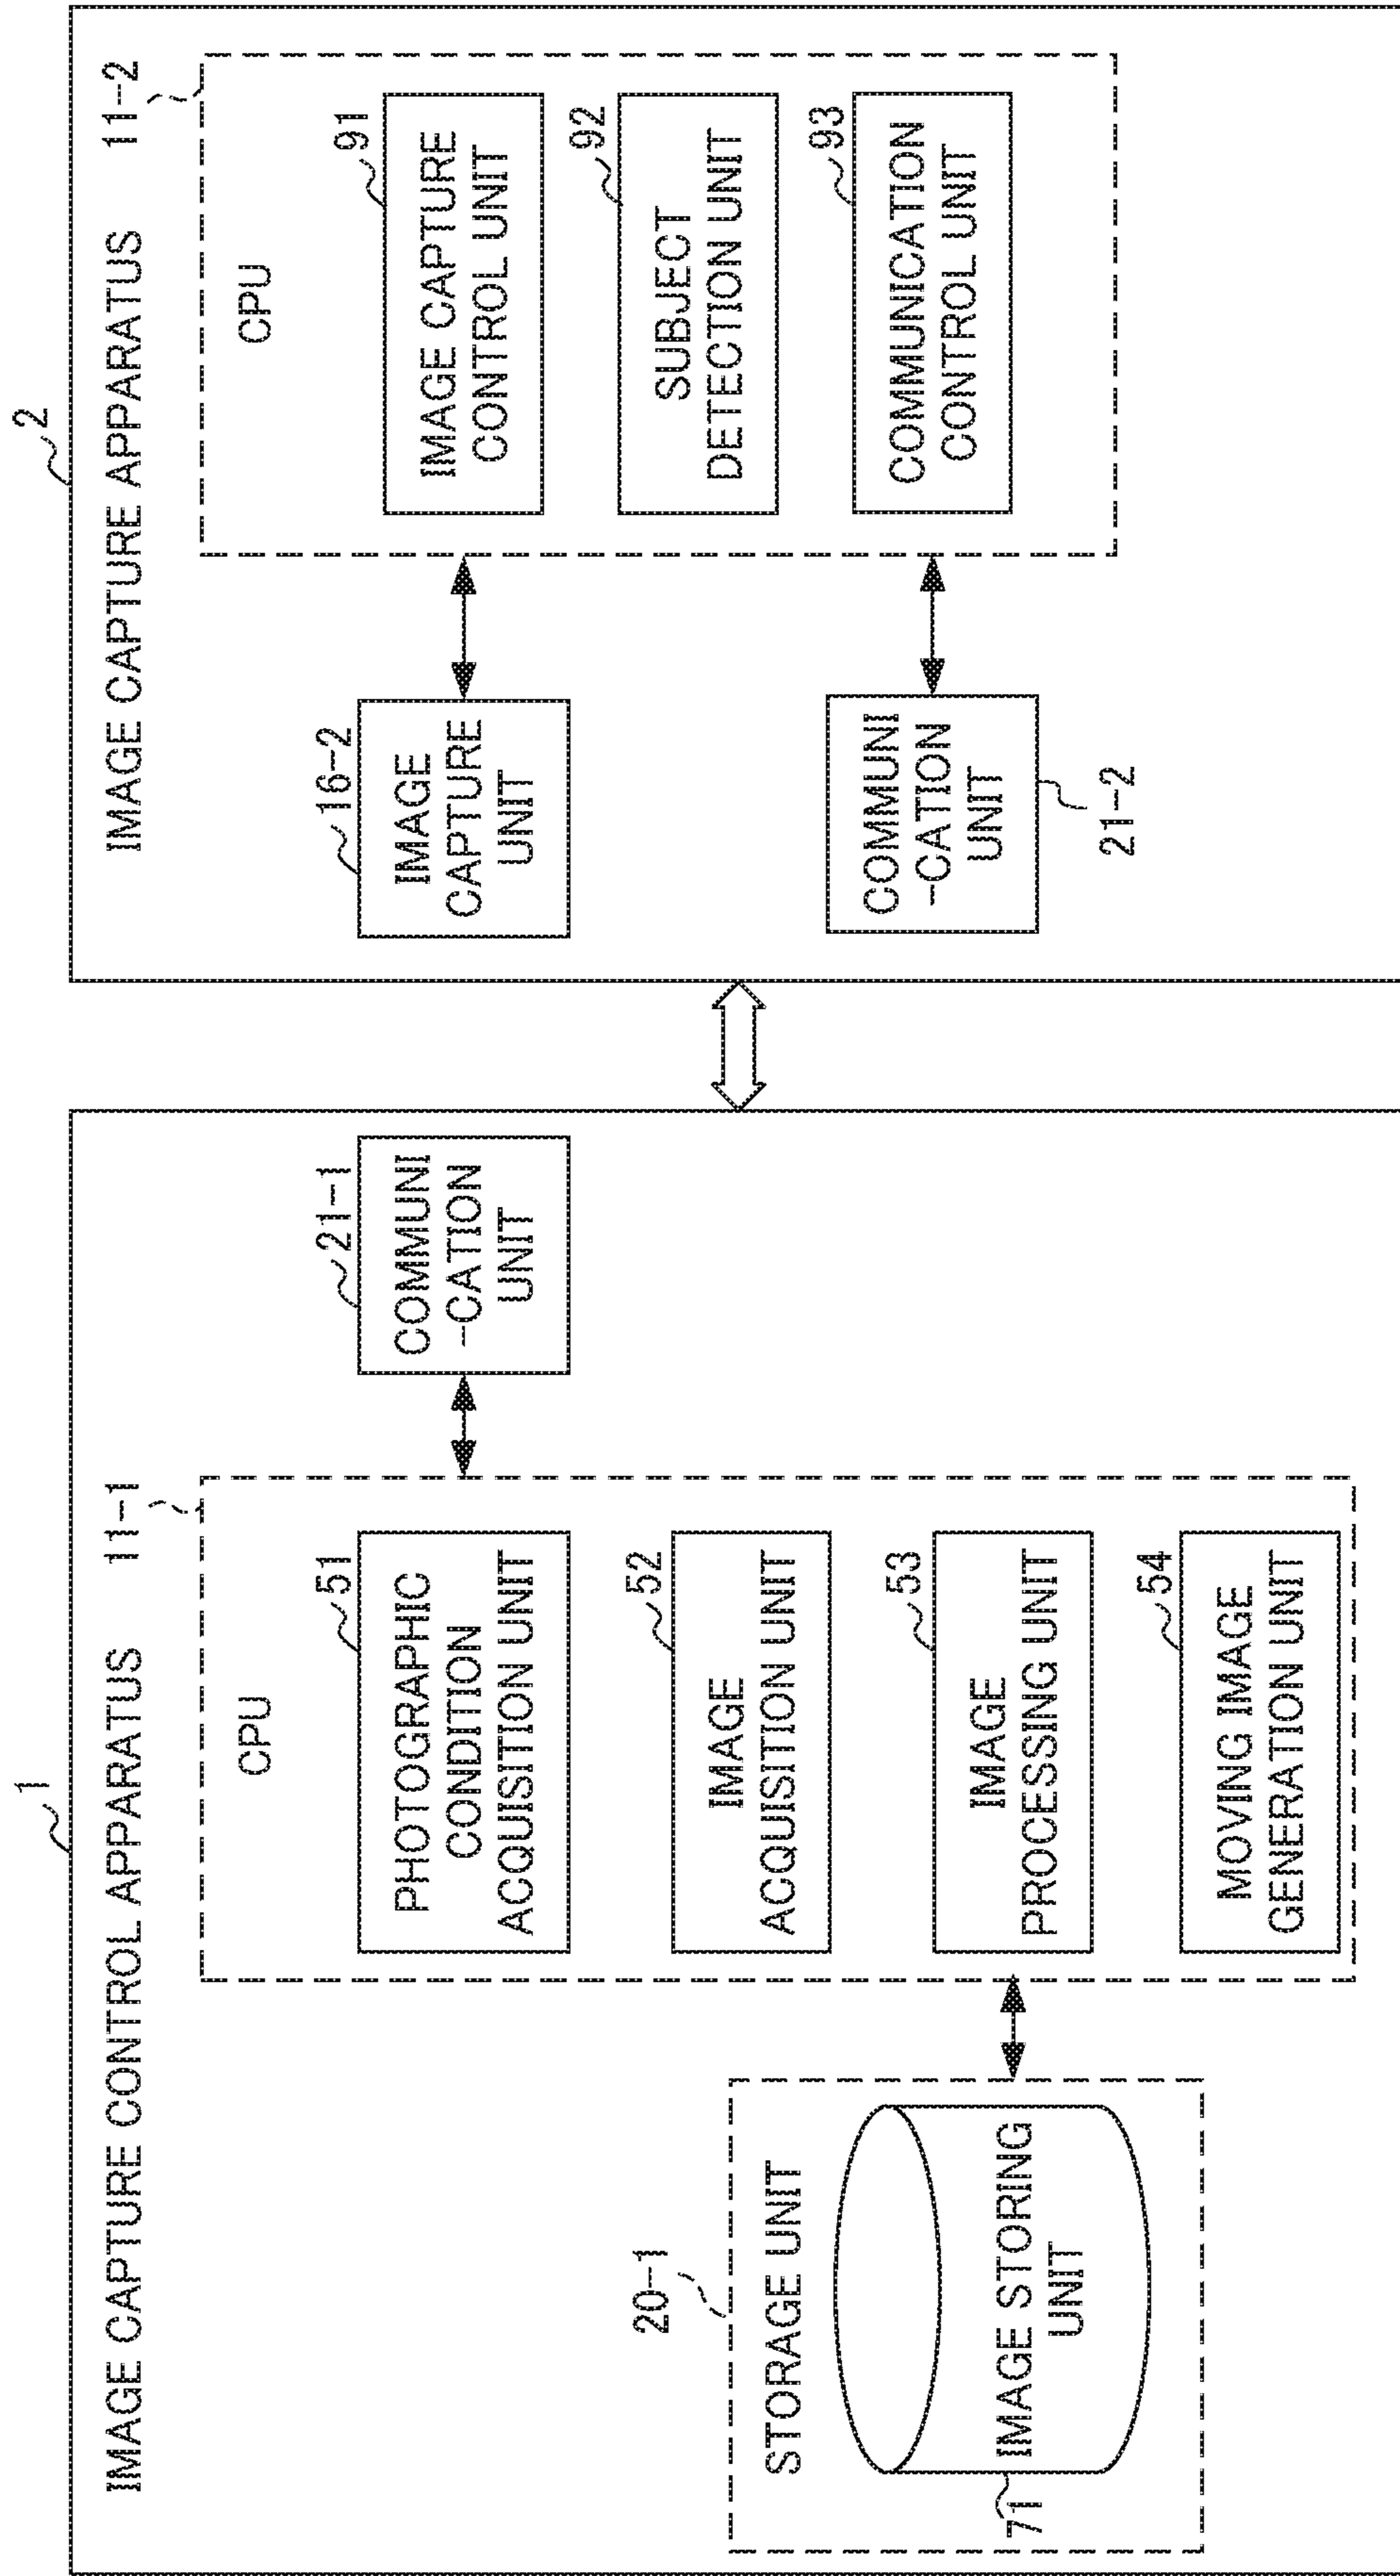 1
IMAGE CAPTURE CONTROL APPARATUS
11-1
CPU
51
PHOTOGRAPHIC
CONDITION
ACQUISITION UNIT
52
IMAGE
ACQUISITION UNIT
53
IMAGE
PROCESSING UNIT
54
MOVING IMAGE
GENERATION UNIT
20-1
STORAGE UNIT
IMAGE STORING
UNIT
71
21-1
COMMUNI
-CATION
UNIT
2
IMAGE CAPTURE APPARATUS
11-2
CPU
91
IMAGE CAPTURE
CONTROL UNIT
92
SUBJECT
DETECTION UNIT
93
COMMUNICATION
CONTROL UNIT
16-2
IMAGE
CAPTURE
UNIT
COMMUNI
-CATION
UNIT
21-2